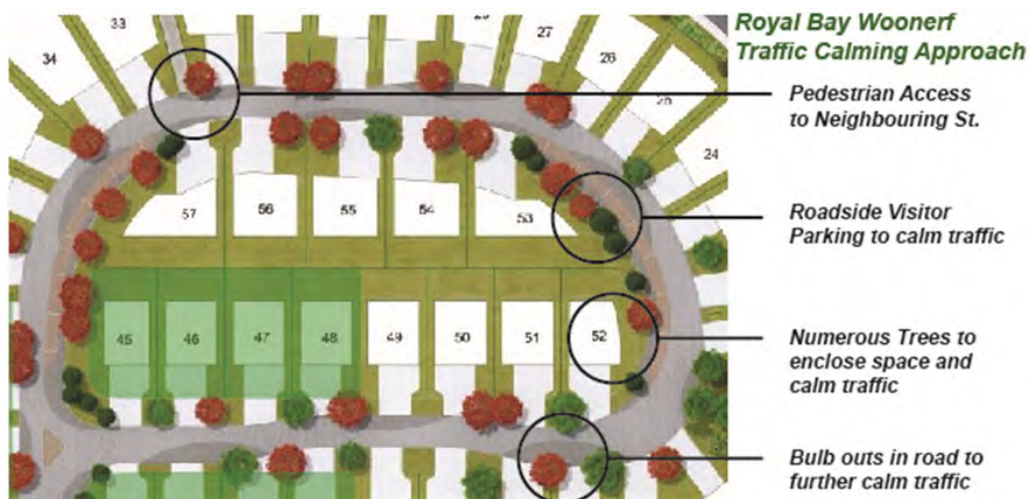 Royal Bay Woonerf
Traffic Calming Approach
33
34
27
26
25
24
Pedestrian Access
to Neighbouring St.
57
56
55
54
53
Roadside Visitor
Parking to calm traffic
45
46
47
48
49
50
51
52
Numerous Trees to
enclose space and
calm traffic
Bulb outs in road to
further calm traffic